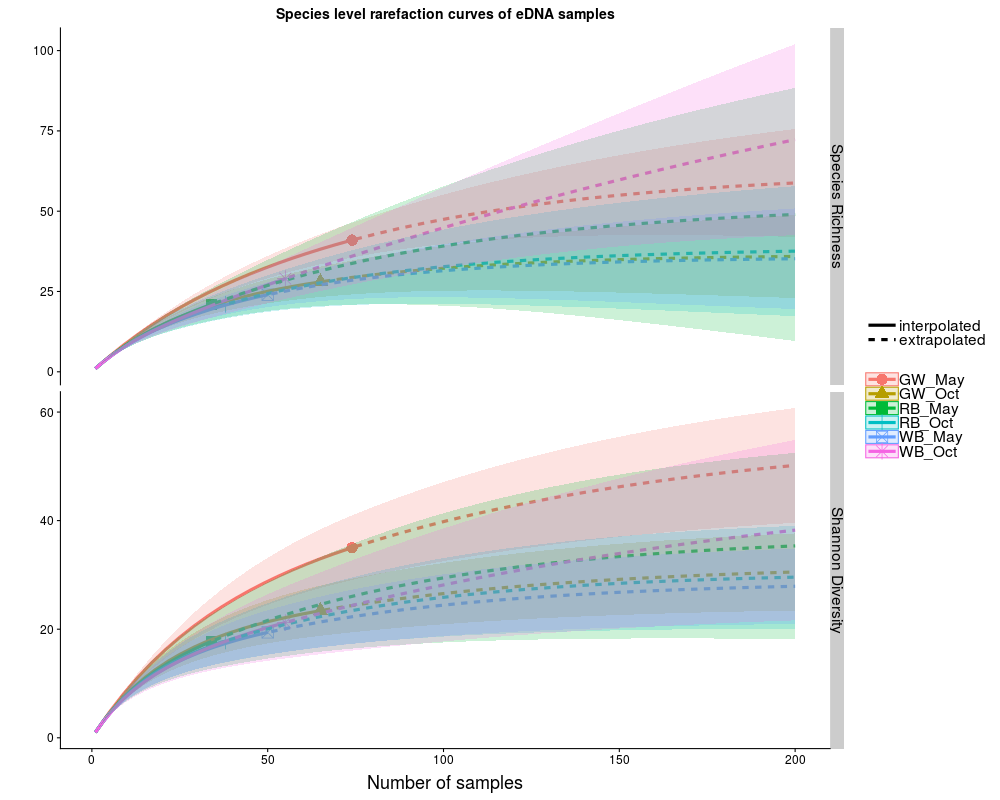 Species level rarefaction curves of eDNA samples
100
75
50
25
0
Species Richness
60
40
20
0
Shannon Diversity
0
50
100
150
200
Number of samples
interpolated
extrapolated
GW_May
GW_Oct
RB_May
RB_Oct
WB_May
WB_Oct